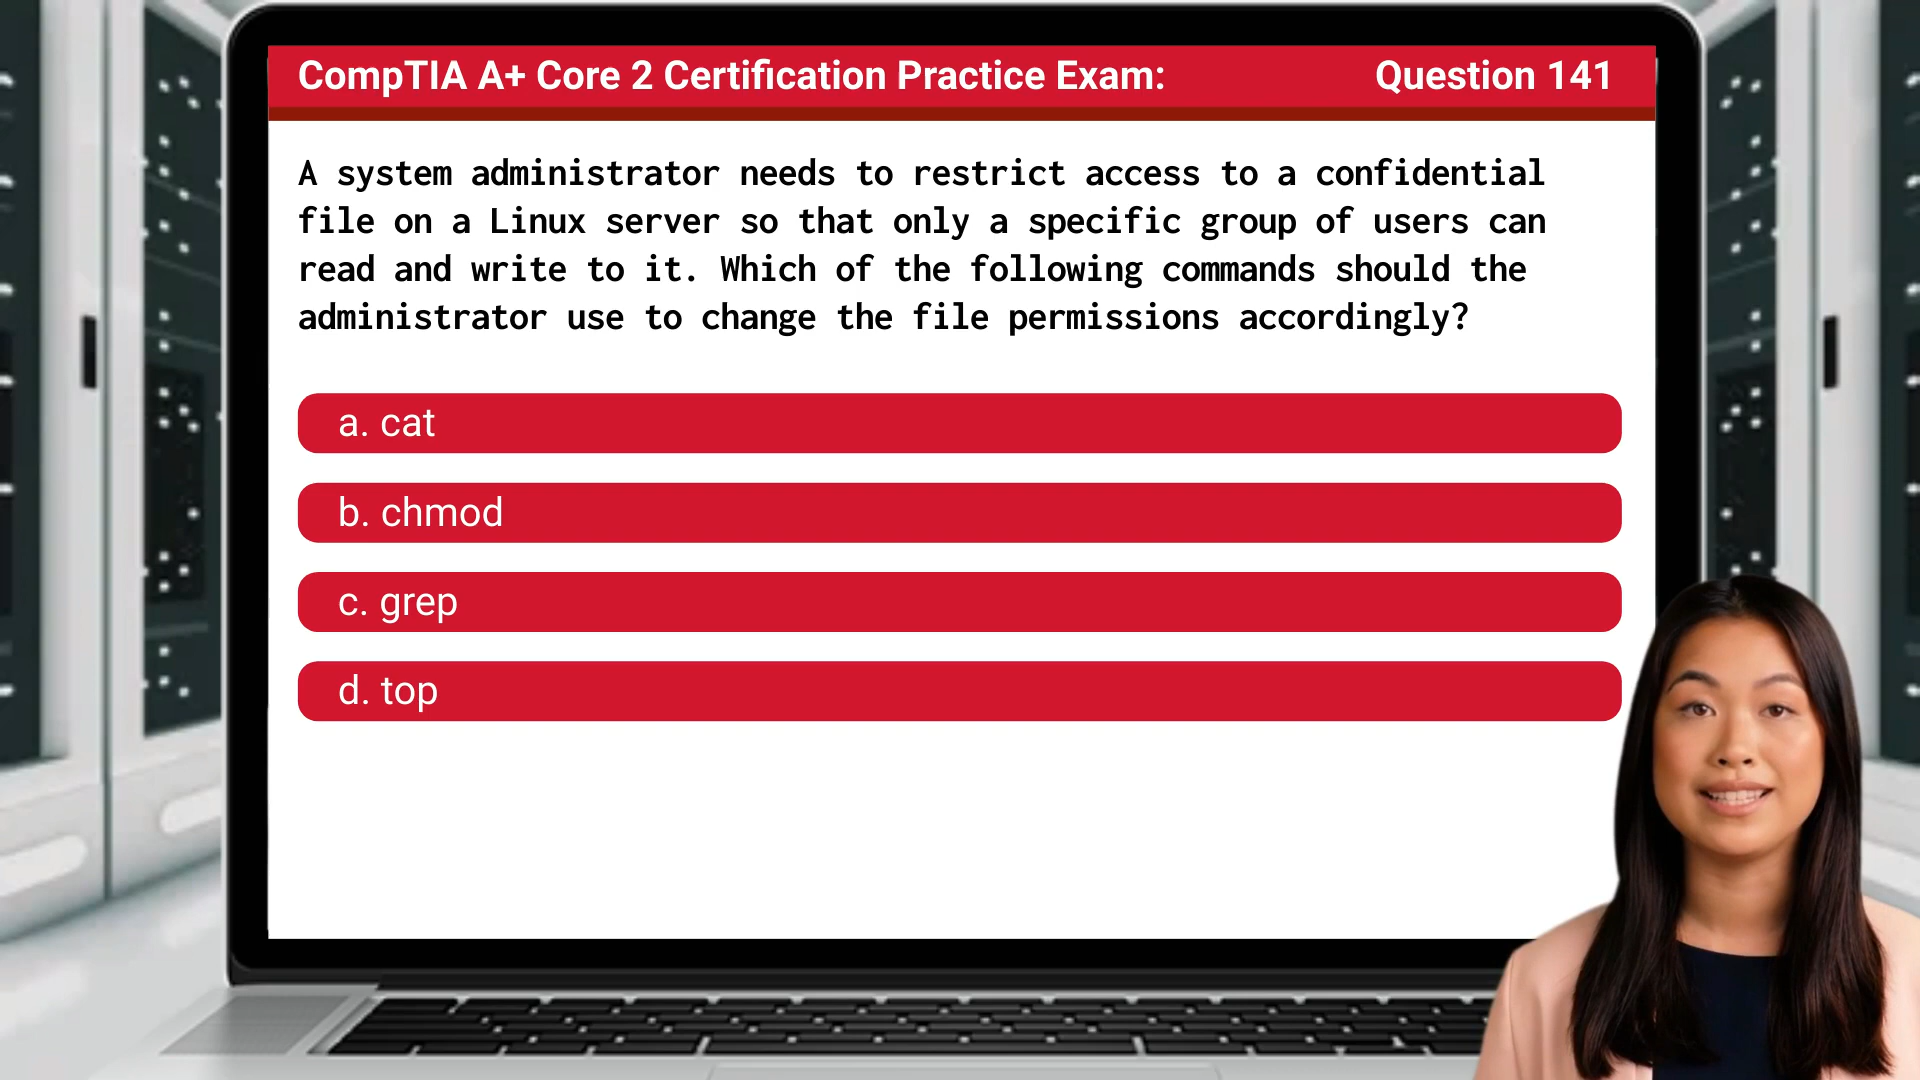 CompTIA A+ Core 2 Certification Practice Exam: Question 141
A system administrator needs to restrict access to a confidential
file on a Linux server so that only a specific group of users can
read and write to it. Which of the following commands should the
administrator use to change the file permissions accordingly?
a. cat
b. chmod
c. grep
d. top